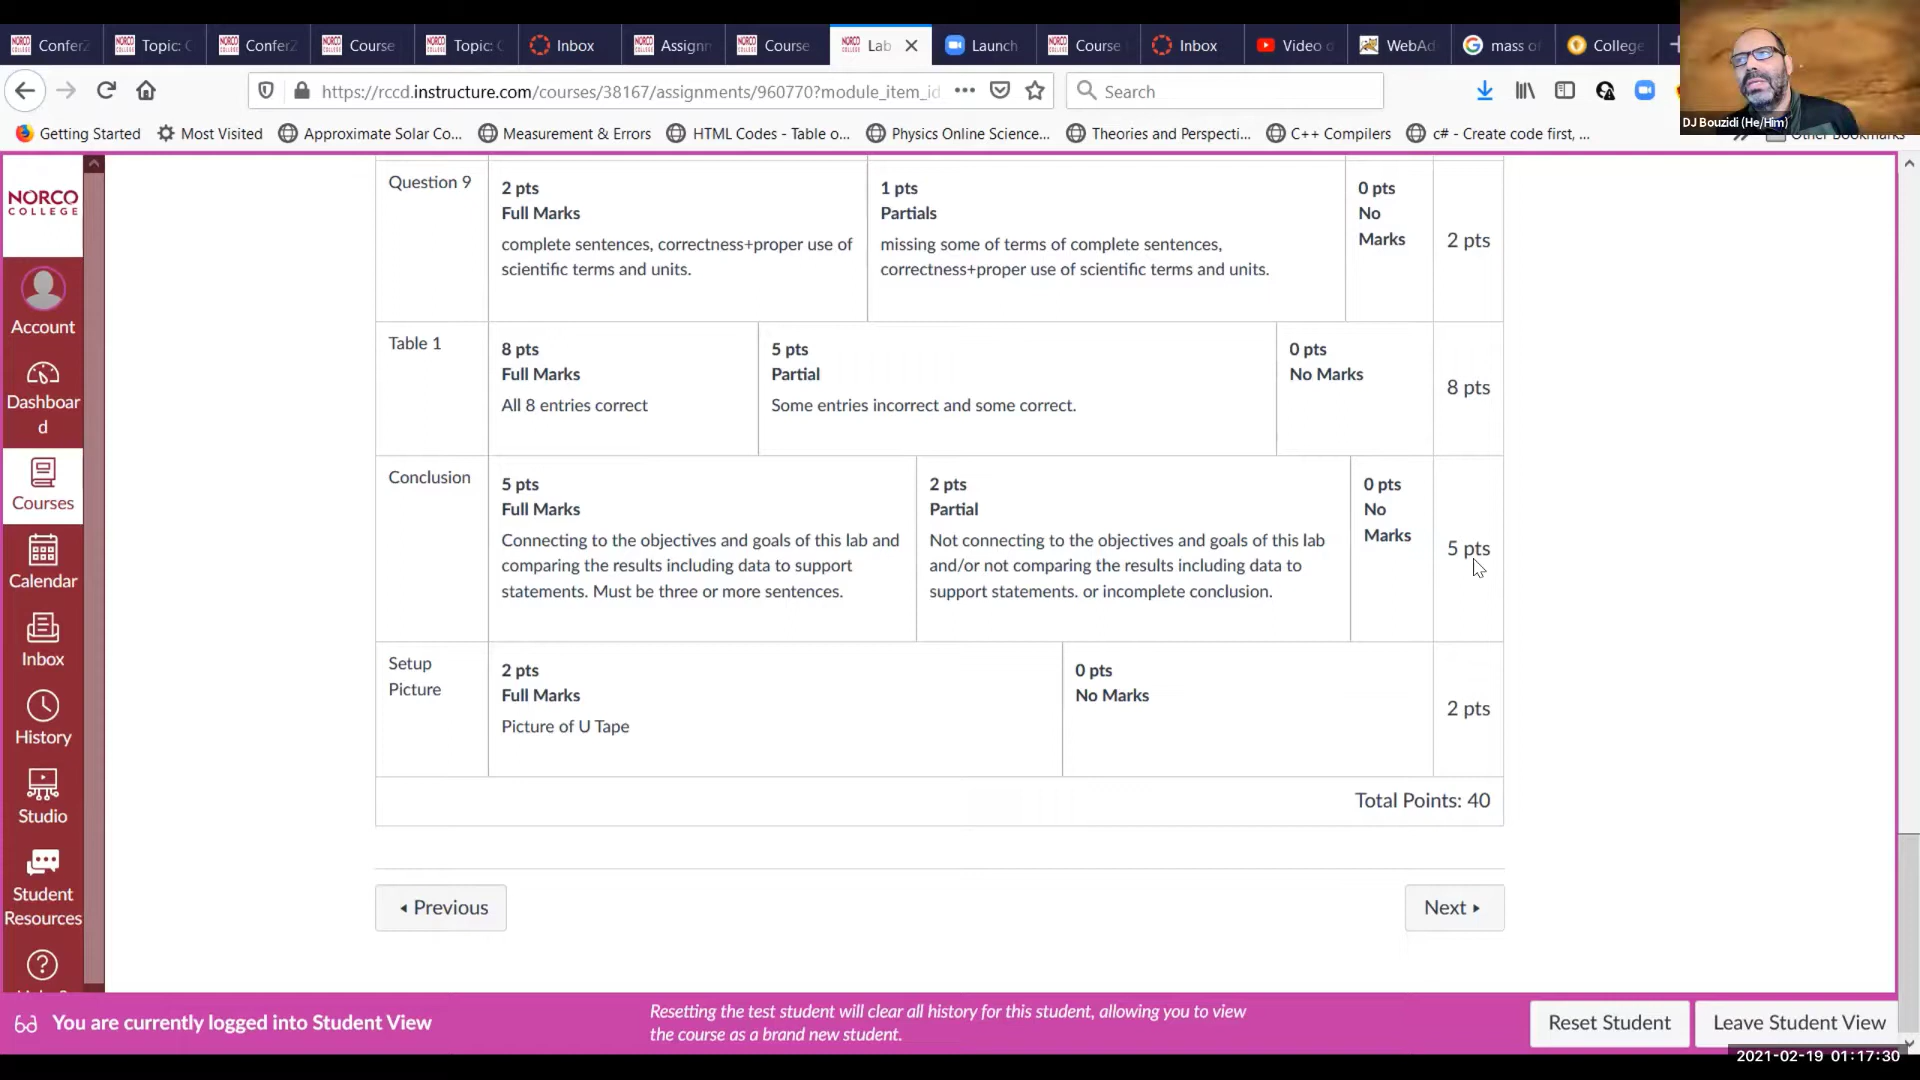 Confer
Topic:
Confer
Course
Topic:
Inbox
Assignm
Course
Lab
Launch
Course
Inbox
Video
WebAd
mass o
College
https://rccd.instructure.com/courses/38167/assignments/960770?module_item_id
Search
DJ Bouzidi (He/Him)
Getting Started
Most Visited
Approximate Solar Co...
Measurement & Errors
HTML Codes - Table o...
Physics Online Science...
Theories and Perspecti...
C++ Compilers
c# - Create code first, ...
Other Bookmarks
NORCO
COLLEGE
Account
Dashboar
d
Courses
Calendar
Inbox
History
Studio
Student
Resources
Question 9
2 pts
Full Marks
complete sentences, correctness+proper use of
scientific terms and units.
1 pts
Partials
missing some of terms of complete sentences,
correctness+proper use of scientific terms and units.
0 pts
No
Marks
2 pts
Table 1
8 pts
Full Marks
All 8 entries correct
5 pts
Partial
Some entries incorrect and some correct.
0 pts
No Marks
8 pts
Conclusion
5 pts
Full Marks
Connecting to the objectives and goals of this lab and
comparing the results including data to support
statements. Must be three or more sentences.
2 pts
Partial
Not connecting to the objectives and goals of this lab
and/or not comparing the results including data to
support statements. or incomplete conclusion.
0 pts
No
Marks
5 pts
Setup
Picture
2 pts
Full Marks
Picture of U Tape
0 pts
No Marks
2 pts
Total Points: 40
Previous
Next
You are currently logged into Student View
Resetting the test student will clear all history for this student, allowing you to view
the course as a brand new student.
Reset Student
Leave Student View
2021-02-19 01:17:30